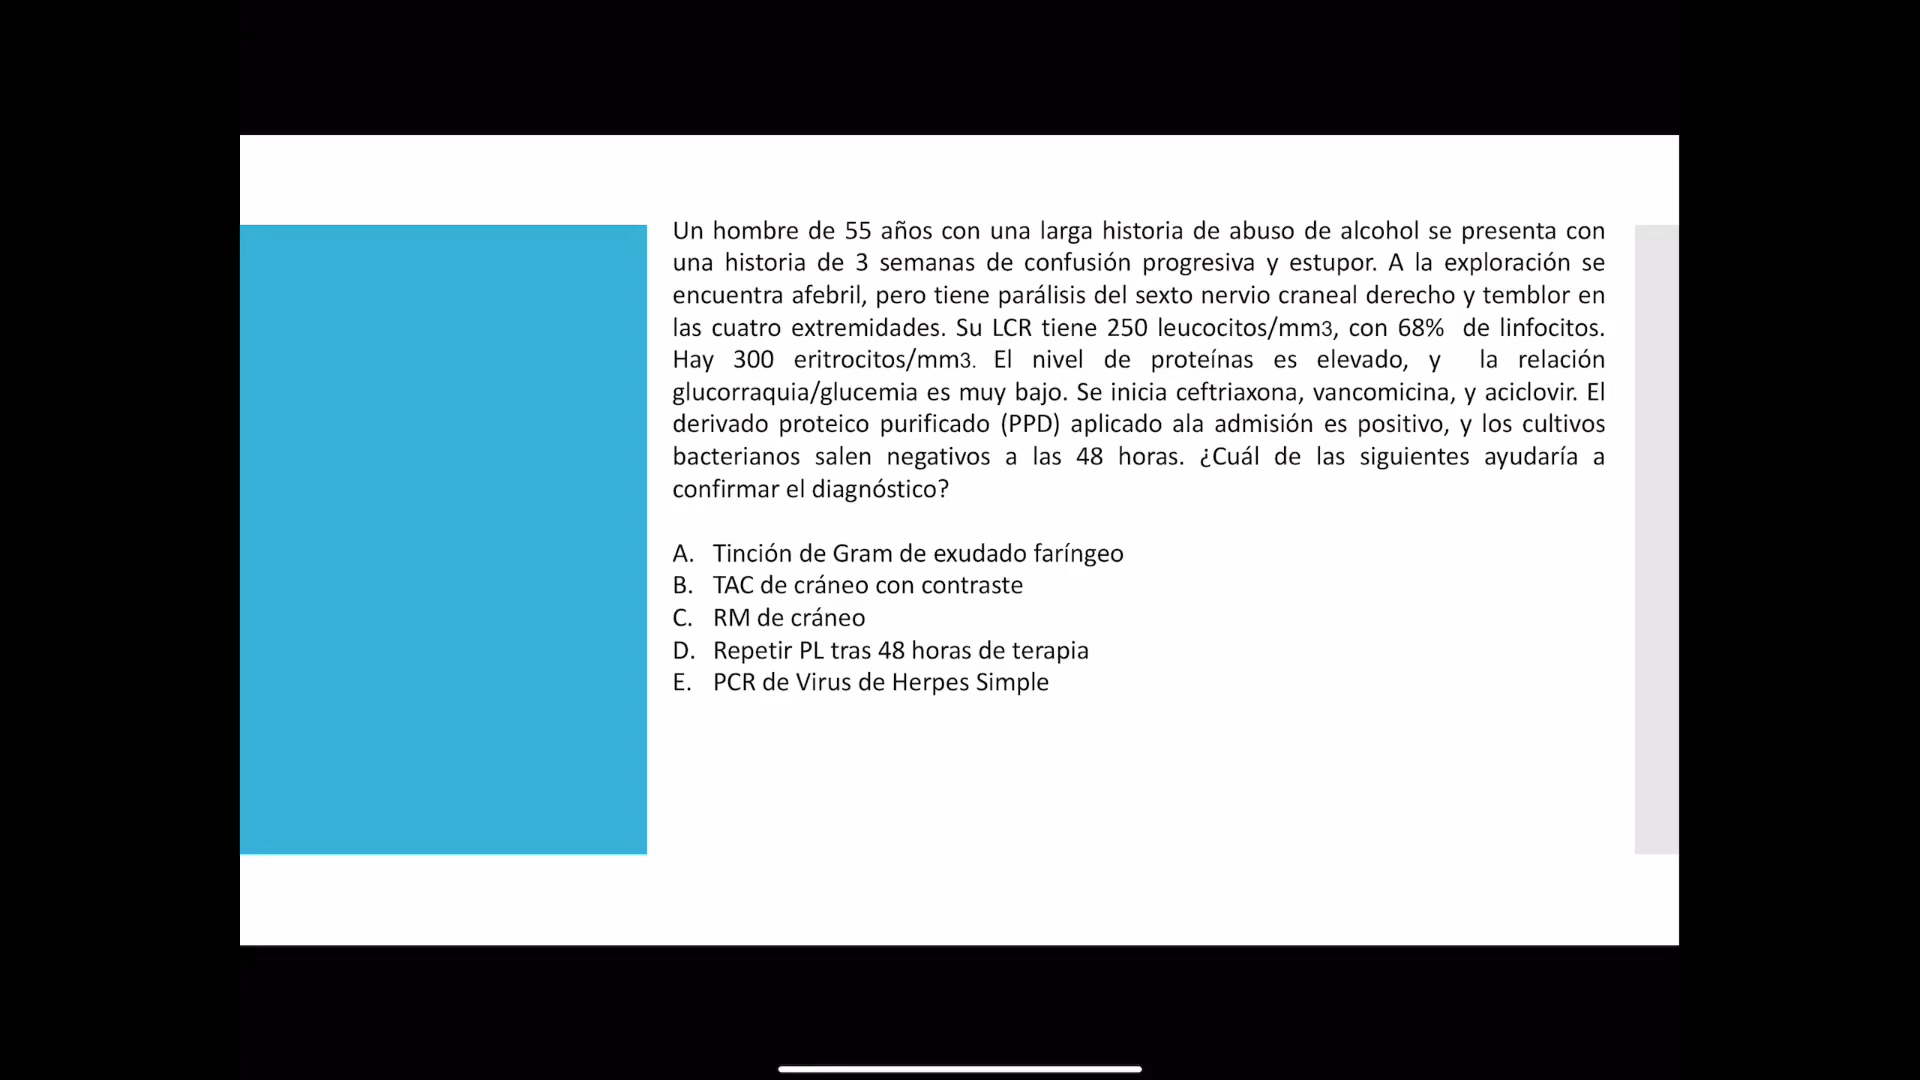 Un hombre de 55 años con una larga historia de abuso de alcohol se presenta con
una historia de 3 semanas de confusión progresiva y estupor. A la exploración se
encuentra afebril, pero tiene parálisis del sexto nervio craneal derecho y temblor en
las cuatro extremidades. Su LCR tiene 250 leucocitos/mm3, con 68% de linfocitos.
Hay 300 eritrocitos/mm3. El nivel de proteínas es elevado, y la relación
glucorraquia/glucemia es muy bajo. Se inicia ceftriaxona, vancomicina, y aciclovir. El
derivado proteico purificado (PPD) aplicado ala admisión es positivo, y los cultivos
bacterianos salen negativos a las 48 horas. ¿Cuál de las siguientes ayudaría a
confirmar el diagnóstico?
A. Tinción de Gram de exudado faríngeo
B. TAC de cráneo con contraste
C. RM de cráneo
D. Repetir PL tras 48 horas de terapia
E. PCR de Virus de Herpes Simple